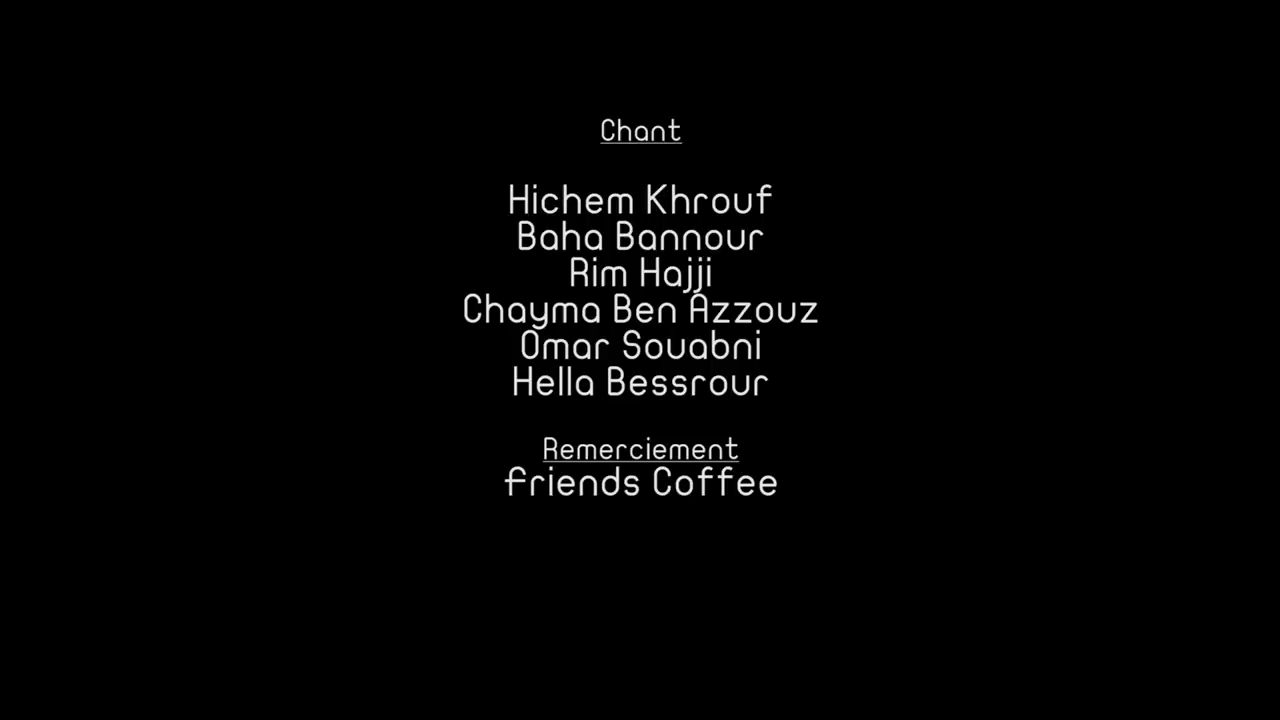 Chant
Hichem Khrouf
Baha Bannour
Rim Hajji
Chayma Ben Azzouz
Omar Souabni
Hella Bessrour
Remerciement
Friends Coffee